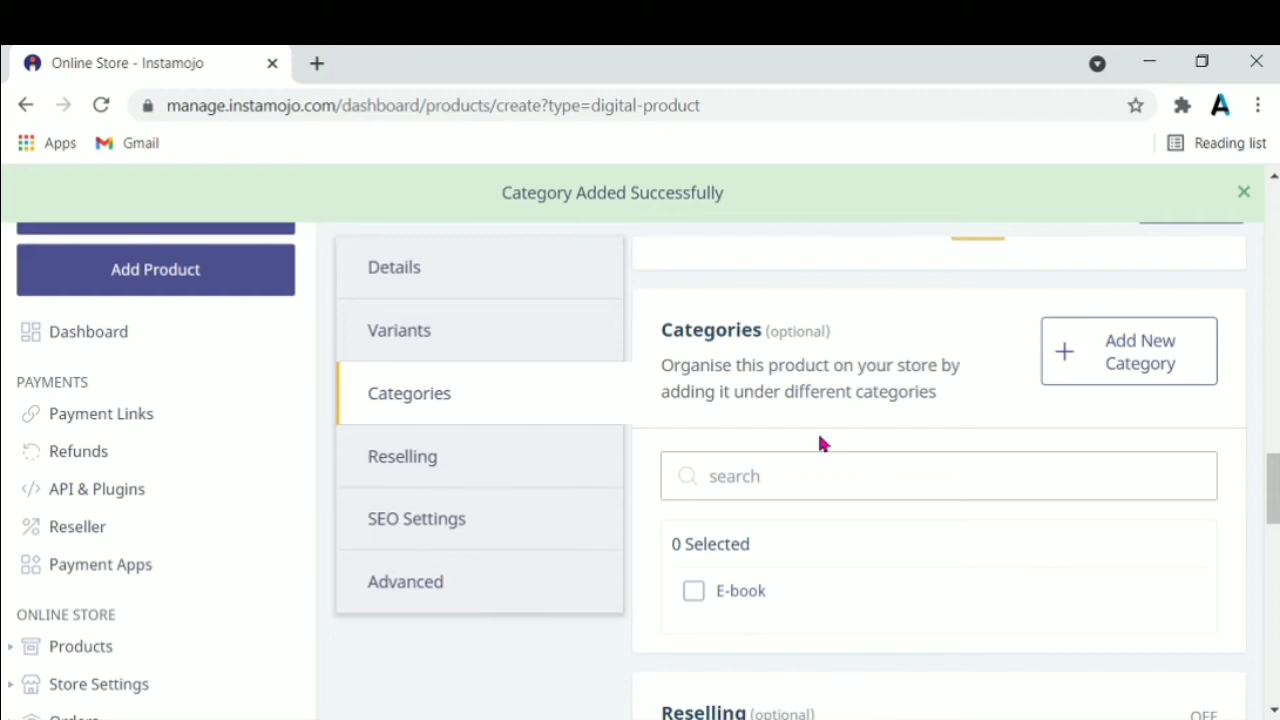 Online Store - Instamojo
manage.instamojo.com/dashboard/products/create?type=digital-product
Apps
Gmail
Reading list
Category Added Successfully
Add Product
Dashboard
PAYMENTS
Payment Links
Refunds
API & Plugins
Reseller
Payment Apps
ONLINE STORE
Products
Store Settings
Orders
Details
Variants
Categories
Reselling
SEO Settings
Advanced
Categories (optional)
Organise this product on your store by
adding it under different categories
+ Add New
Category
search
0 Selected
E-book
Reselling (optional)
OFF